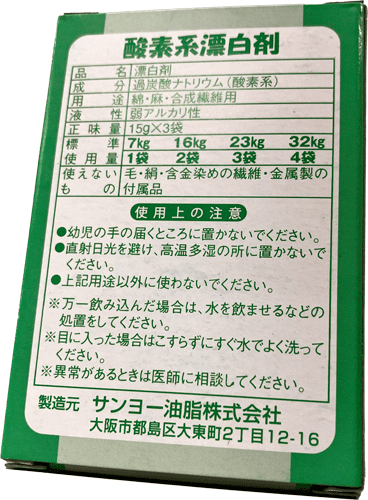 酸素系漂白剤
品名 漂白剤
成分 過炭酸ナトリウム(酸素系)
用途 綿・麻・合成繊維用
液性 弱アルカリ性
正味量 15g×3袋
標準 7kg 16kg 23kg 32kg
使用量 1袋 2袋 3袋 4袋
使えない 毛・絹・含金染めの繊維・金属製の
もの 付属品
使用上の注意
●幼児の手の届くところに置かないでください。
●直射日光を避け、高温多湿の所に置かないで
ください。
●上記用途以外に使わないでください。
※万一飲み込んだ場合は、水を飲ませるなどの
処置をしてください。
※目に入った場合はこすらずにすぐ水でよく洗って
ください。
※異常があるときは医師に相談してください。
製造元 サンヨー油脂株式会社
大阪市都島区大東町2丁目12-16